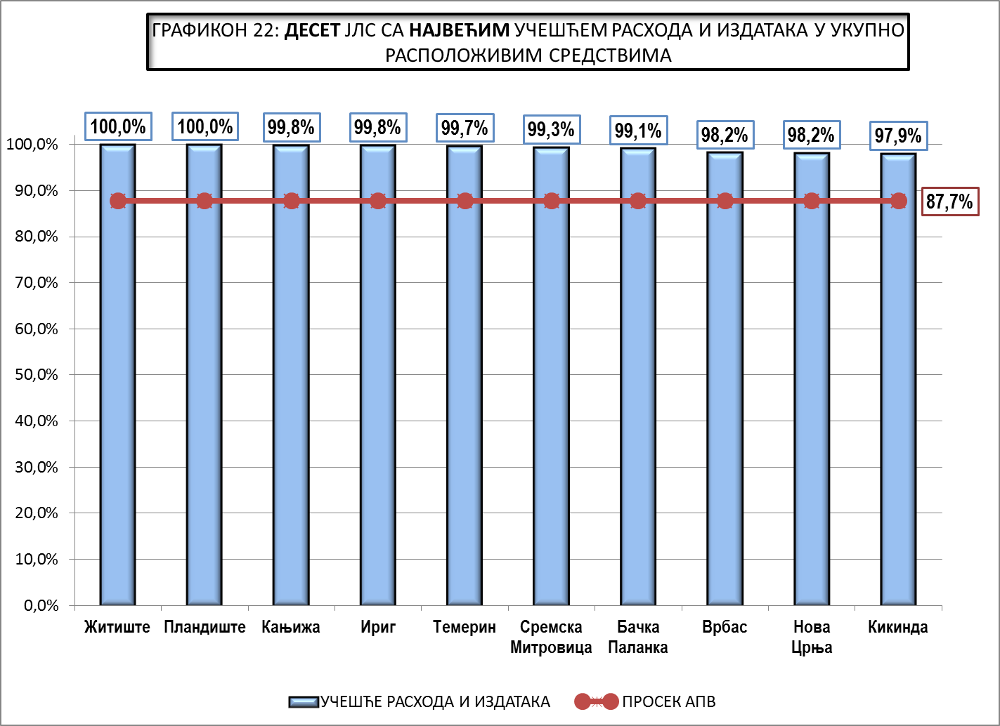 ГРАФИКОН 22: ДЕСЕТ ЈЛС СА НАЈВЕЋИМ УЧЕШЋЕМ РАСХОДА И ИЗДАТАКА У УКУПНО
РАСПОЛОЖИВИМ СРЕДСТВИМА
100,0% 100,0% 99,8% 99,8% 99,7% 99,3% 99,1% 98,2% 98,2% 97,9%
100,0%
90,0%
87,7%
80,0%
70,0%
60,0%
50,0%
40,0%
30,0%
20,0%
10,0%
0,0%
Житиште Пландиште Кањижа Ириг Темерин Сремска Бачка Врбас Нова Кикинда
Митровица Паланка Црња
УЧЕШЋЕ РАСХОДА И ИЗДАТАКА ПРОСЕК АПВ